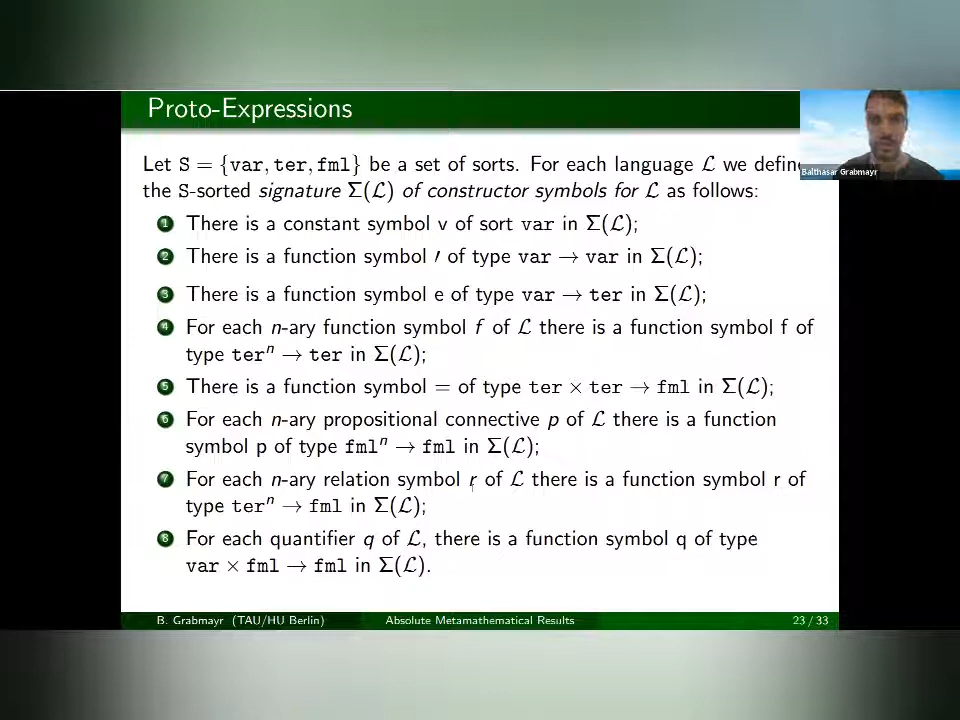 Proto-Expressions
Let S = {var, ter, fml} be a set of sorts. For each language ℒ we define
Balthasar Grabmayr
the S-sorted signature Σ(ℒ) of constructor symbols for ℒ as follows:
1 There is a constant symbol v of sort var in Σ(ℒ);
2 There is a function symbol ′ of type var → var in Σ(ℒ);
3 There is a function symbol e of type var → ter in Σ(ℒ);
4 For each n-ary function symbol f of ℒ there is a function symbol f of
type terⁿ → ter in Σ(ℒ);
5 There is a function symbol = of type ter × ter → fml in Σ(ℒ);
6 For each n-ary propositional connective p of ℒ there is a function
symbol p of type fmlⁿ → fml in Σ(ℒ);
7 For each n-ary relation symbol r of ℒ there is a function symbol r of
type terⁿ → fml in Σ(ℒ);
8 For each quantifier q of ℒ, there is a function symbol q of type
var × fml → fml in Σ(ℒ).
B. Grabmayr (TAU/HU Berlin) Absolute Metamathematical Results 23 / 33